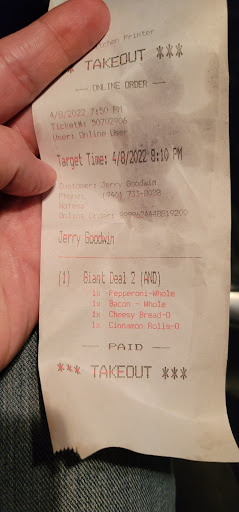 Kitchen Printer
*** TAKEOUT ***
--- ONLINE ORDER ---
4/8/2022 7:50 PM
Ticket#: 50702906
User: Online User
Target Time: 4/8/2022 8:10 PM
Customer: Jerry Goodwin
Phone:
Notes:
Online Order:
Jerry Goodwin
(1) Giant Deal 2 (AND)
1x Pepperoni-Whole
1x Bacon - Whole
1x Cheesy Bread-O
1x Cinnamon Rolls-O
--- PAID ---
*** TAKEOUT ***